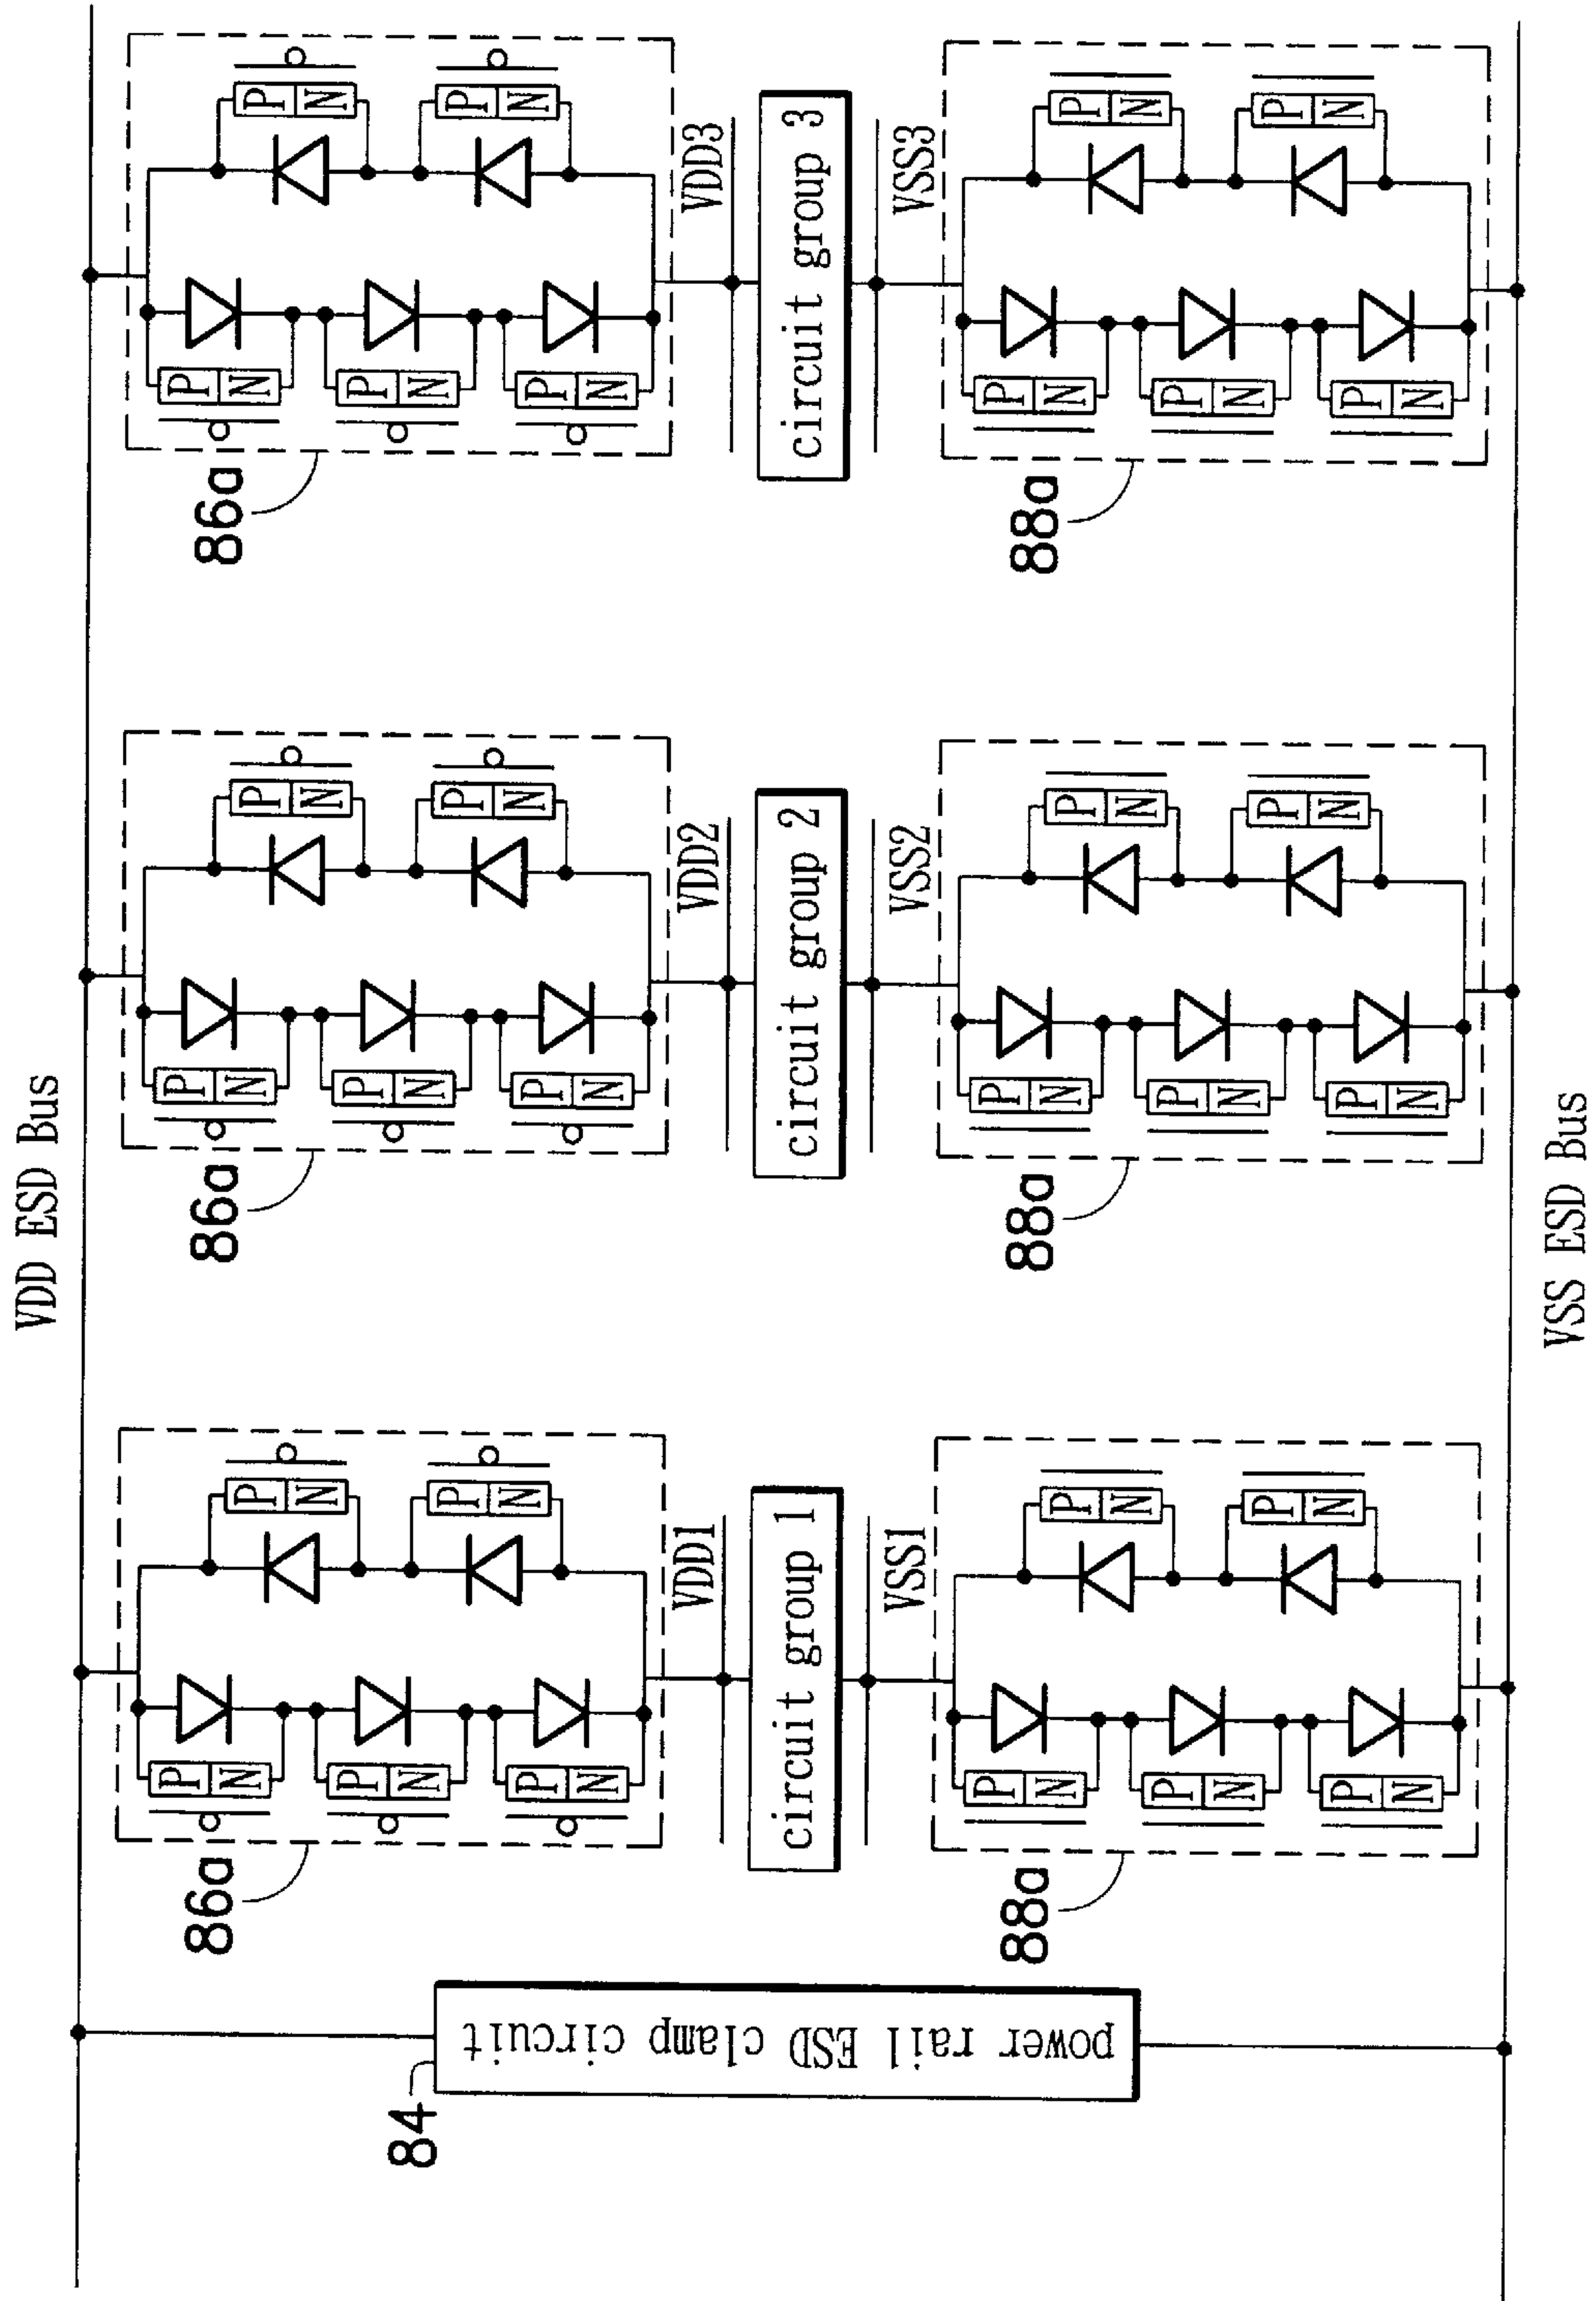 VDD ESD Bus
84
power rail ESD clamp circuit
86a
P
N
P
N
P
N
P
N
P
N
VDD1
circuit group 1
VSS1
88a
P
N
P
N
P
N
P
N
P
N
86a
P
N
P
N
P
N
P
N
P
N
VDD2
circuit group 2
VSS2
88a
P
N
P
N
P
N
P
N
P
N
86a
P
N
P
N
P
N
P
N
P
N
VDD3
circuit group 3
VSS3
88a
P
N
P
N
P
N
P
N
P
N
VSS ESD Bus